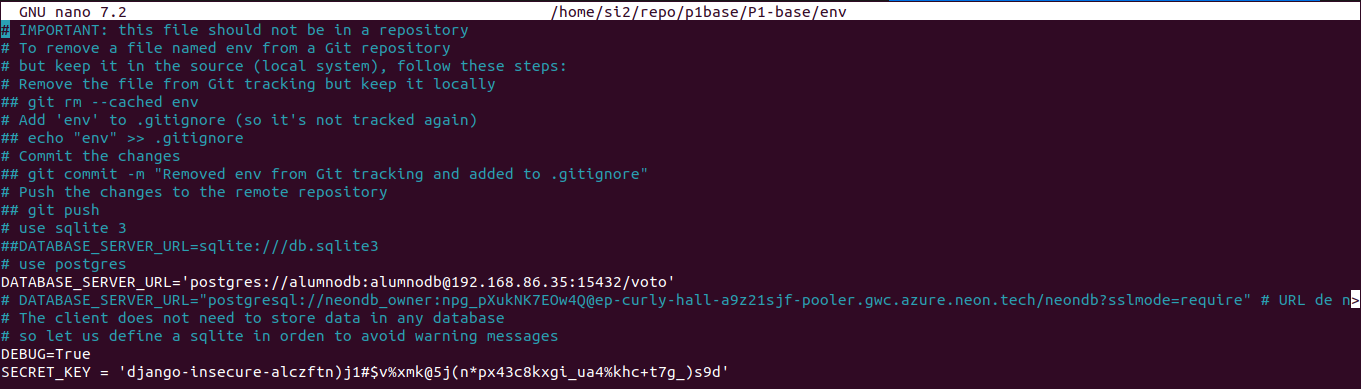 GNU nano 7.2 /home/si2/repo/p1base/P1-base/env
# IMPORTANT: this file should not be in a repository
# To remove a file named env from a Git repository
# but keep it in the source (local system), follow these steps:
# Remove the file from Git tracking but keep it locally
## git rm --cached env
# Add 'env' to .gitignore (so it's not tracked again)
## echo "env" >> .gitignore
# Commit the changes
## git commit -m "Removed env from Git tracking and added to .gitignore"
# Push the changes to the remote repository
## git push
# use sqlite 3
##DATABASE_SERVER_URL=sqlite:///db.sqlite3
# use postgres
DATABASE_SERVER_URL='postgres://alumnodb:alumnodb@192.168.86.35:15432/voto'
# DATABASE_SERVER_URL="postgresql://neondb_owner:npg_pXukNK7EOw4Q@ep-curly-hall-a9z21sjf-pooler.gwc.azure.neon.tech/neondb?sslmode=require" # URL de n>
# The client does not need to store data in any database
# so let us define a sqlite in orden to avoid warning messages
DEBUG=True
SECRET_KEY = 'django-insecure-alczftn)j1#$v%xmk@5j(n*px43c8kxgi_ua4%khc+t7g_)s9d'